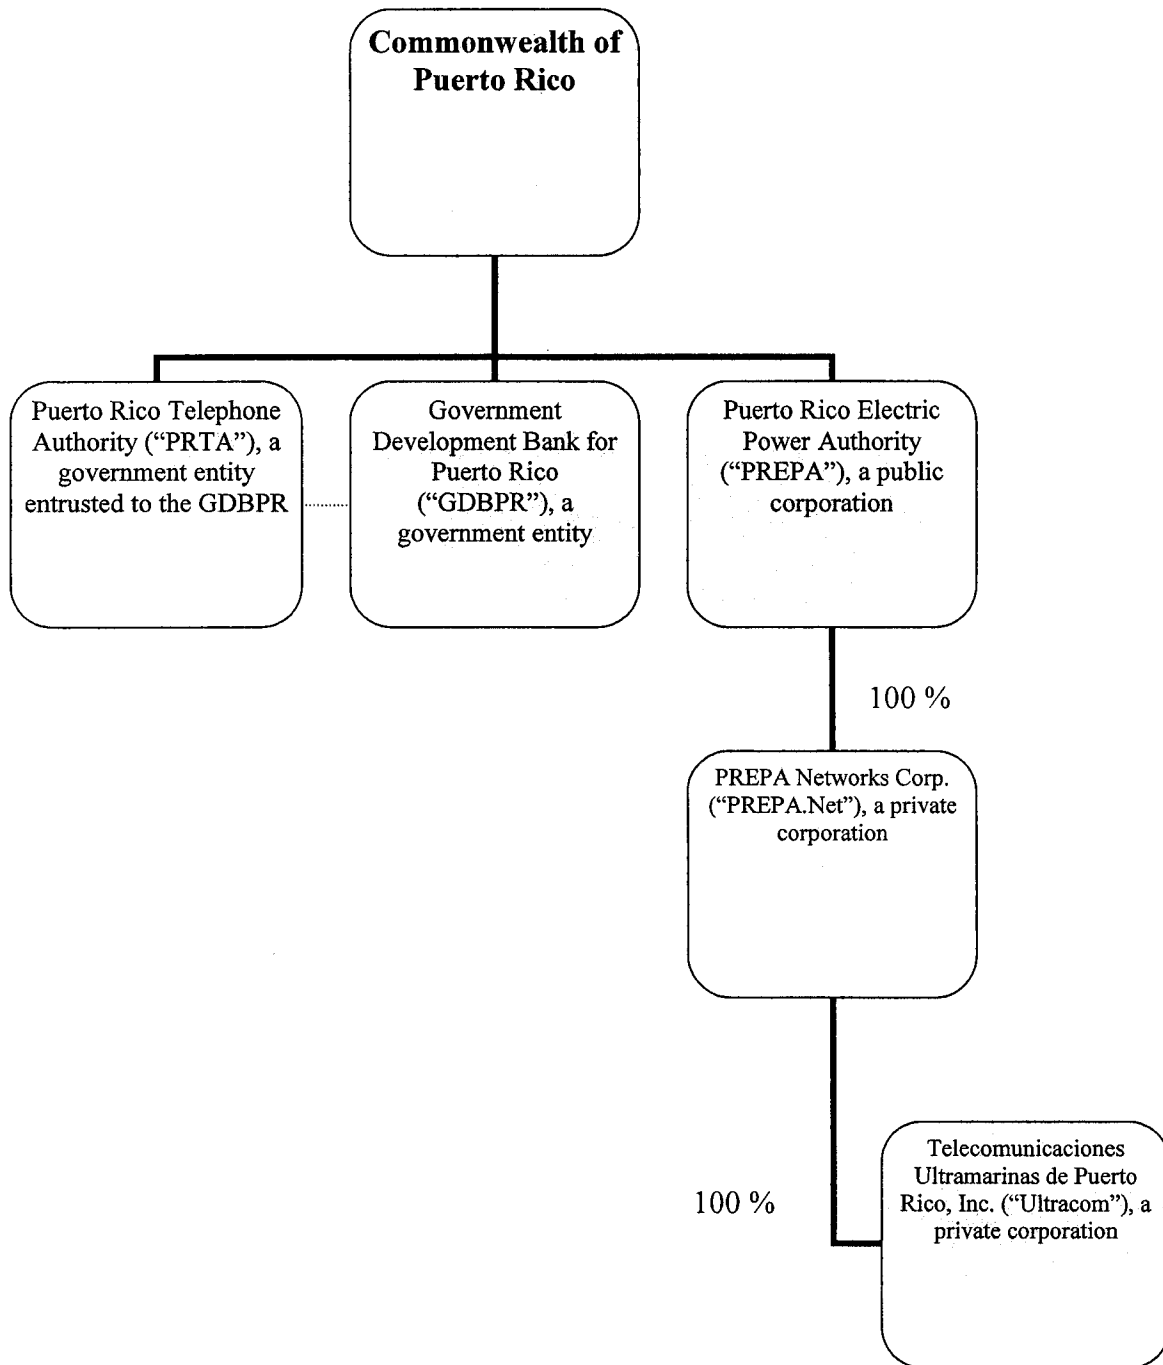 Commonwealth of
Puerto Rico
Puerto Rico Telephone
Authority (“PRTA”), a
government entity
entrusted to the GDBPR
Government
Development Bank for
Puerto Rico
(“GDBPR”), a
government entity
Puerto Rico Electric
Power Authority
(“PREPA”), a public
corporation
100 %
PREPA Networks Corp.
(“PREPA.Net”), a private
corporation
100 %
Telecomunicaciones
Ultramarinas de Puerto
Rico, Inc. (“Ultracom”), a
private corporation